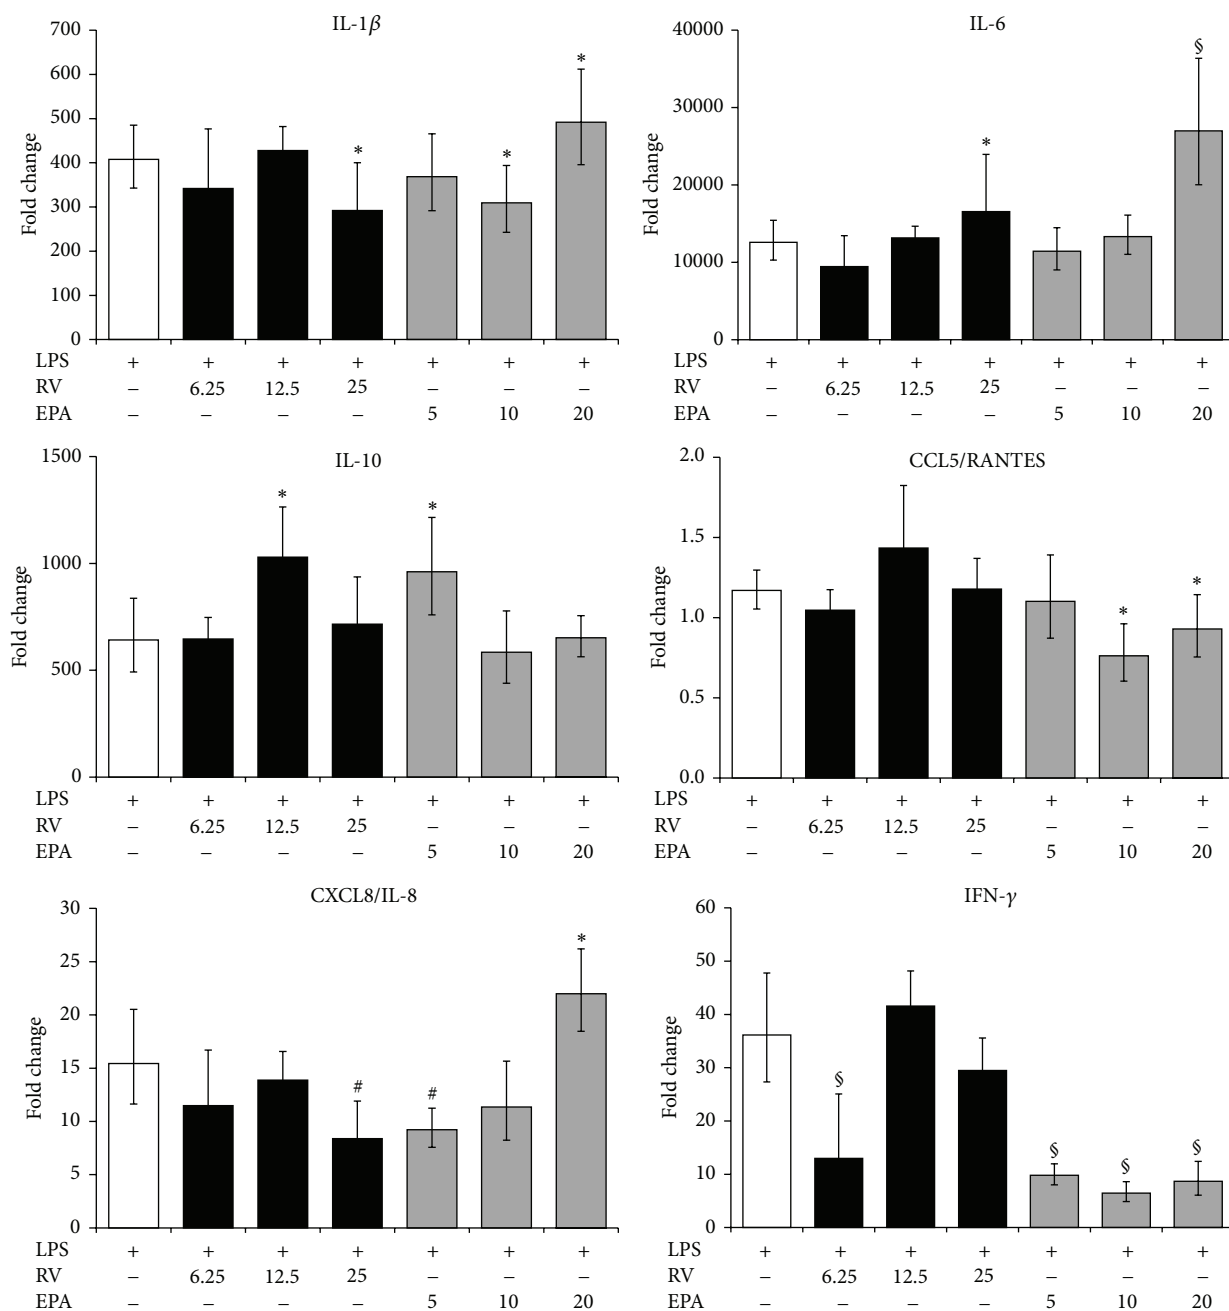 IL-1β
700
600
500
400
300
200
100
0
Fold change
* * *
LPS + + + + + + +
RV – 6.25 12.5 25 – – –
EPA – – – – 5 10 20
IL-6
40000
30000
20000
10000
0
Fold change
* §
LPS + + + + + + +
RV – 6.25 12.5 25 – – –
EPA – – – – 5 10 20
IL-10
1500
1000
500
0
Fold change
* *
LPS + + + + + + +
RV – 6.25 12.5 25 – – –
EPA – – – – 5 10 20
CCL5/RANTES
2.0
1.5
1.0
0.5
0.0
Fold change
* *
LPS + + + + + + +
RV – 6.25 12.5 25 – – –
EPA – – – – 5 10 20
CXCL8/IL-8
30
25
20
15
10
5
0
Fold change
# # *
LPS + + + + + + +
RV – 6.25 12.5 25 – – –
EPA – – – – 5 10 20
IFN-γ
60
50
40
30
20
10
0
Fold change
§ § § §
LPS + + + + + + +
RV – 6.25 12.5 25 – – –
EPA – – – – 5 10 20